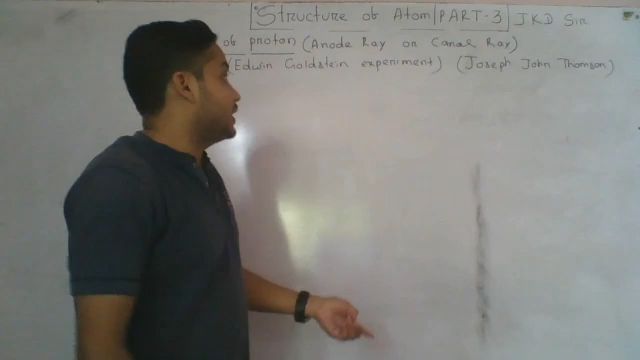 Structure of Atom PART-3 JKD Sir
of proton (Anode Ray or Canal Ray)
(Edwin Goldstein experiment) (Joseph John Thomson)